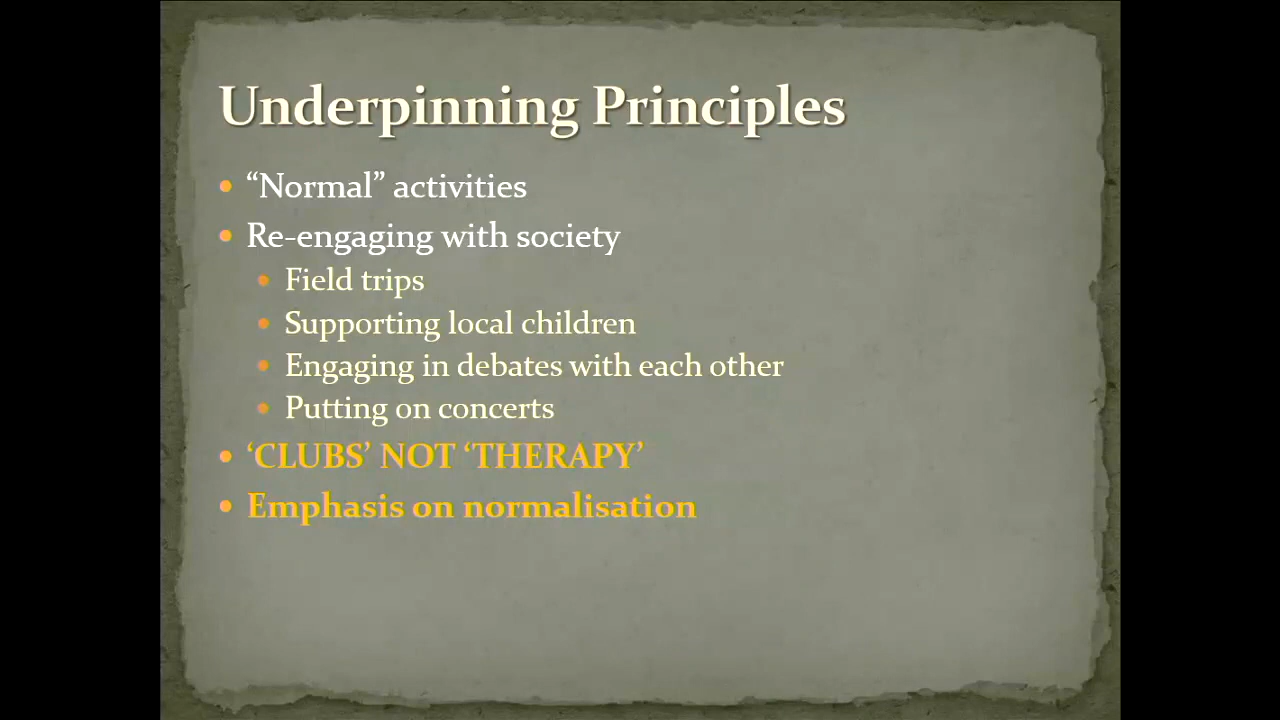 Underpinning Principles
• “Normal” activities
• Re-engaging with society
• Field trips
• Supporting local children
• Engaging in debates with each other
• Putting on concerts
• ‘CLUBS’ NOT ‘THERAPY’
• Emphasis on normalisation